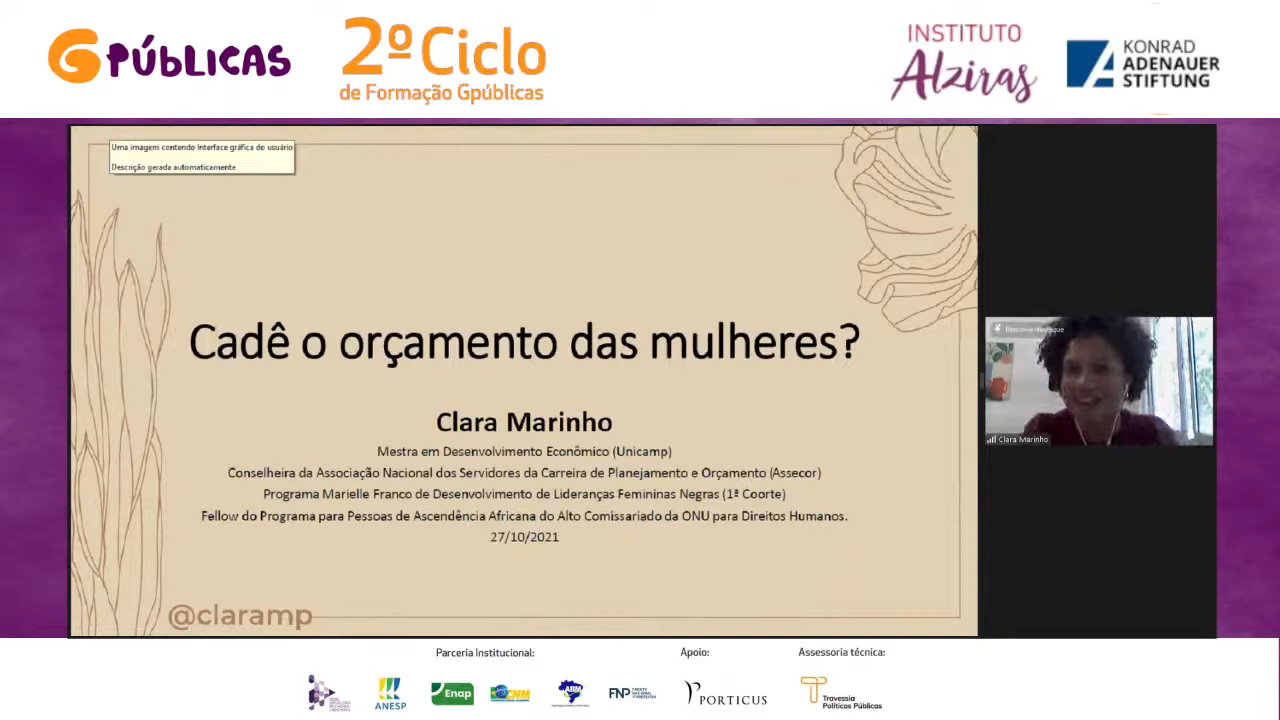 GPÚBLICAS
2º Ciclo
de Formação Gpúblicas
INSTITUTO
Alziras
KONRAD
ADENAUER
STIFTUNG
Uma imagem contendo Interface gráfica do usuário
Descrição gerada automaticamente
Cadê o orçamento das mulheres?
Clara Marinho
Mestra em Desenvolvimento Econômico (Unicamp)
Conselheira da Associação Nacional dos Servidores da Carreira de Planejamento e Orçamento (Assecor)
Programa Marielle Franco de Desenvolvimento de Lideranças Femininas Negras (1ª Coorte)
Fellow do Programa para Pessoas de Ascendência Africana do Alto Comissariado da ONU para Direitos Humanos.
27/10/2021
@claramp
Clara Marinho
Parceria Institucional:
Apoio:
Assessoria técnica:
ANESP
Enap
CNM
ABM
FNP
PORTICUS
Travessia
Políticas Públicas